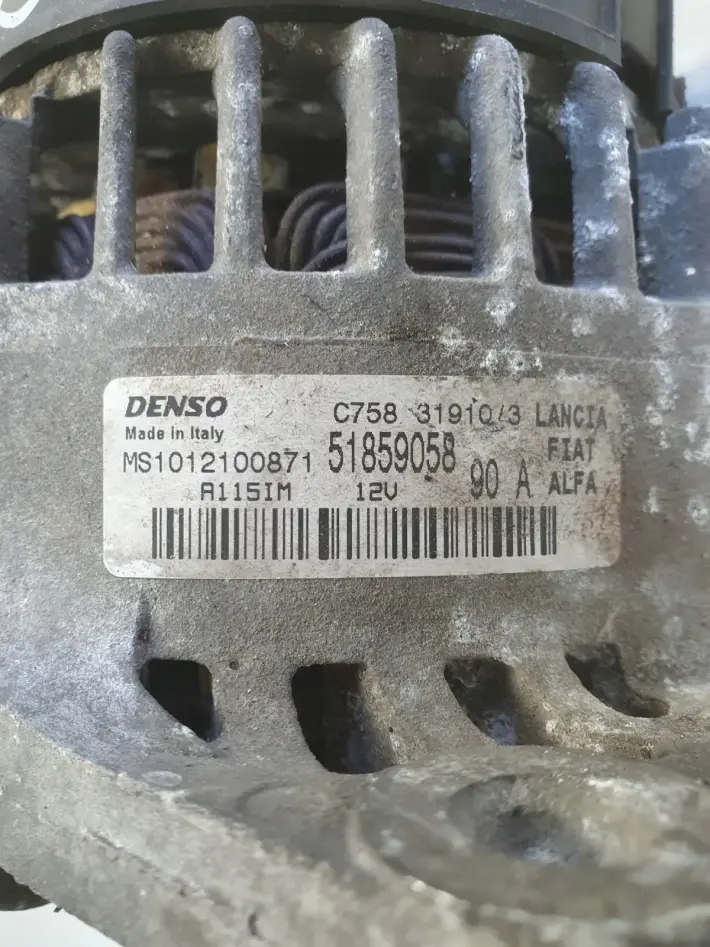 DENSO C758 31910/3 LANCIA
Made in Italy 51859058 FIAT
MS1012100871 90 A ALFA
A115IM 12V